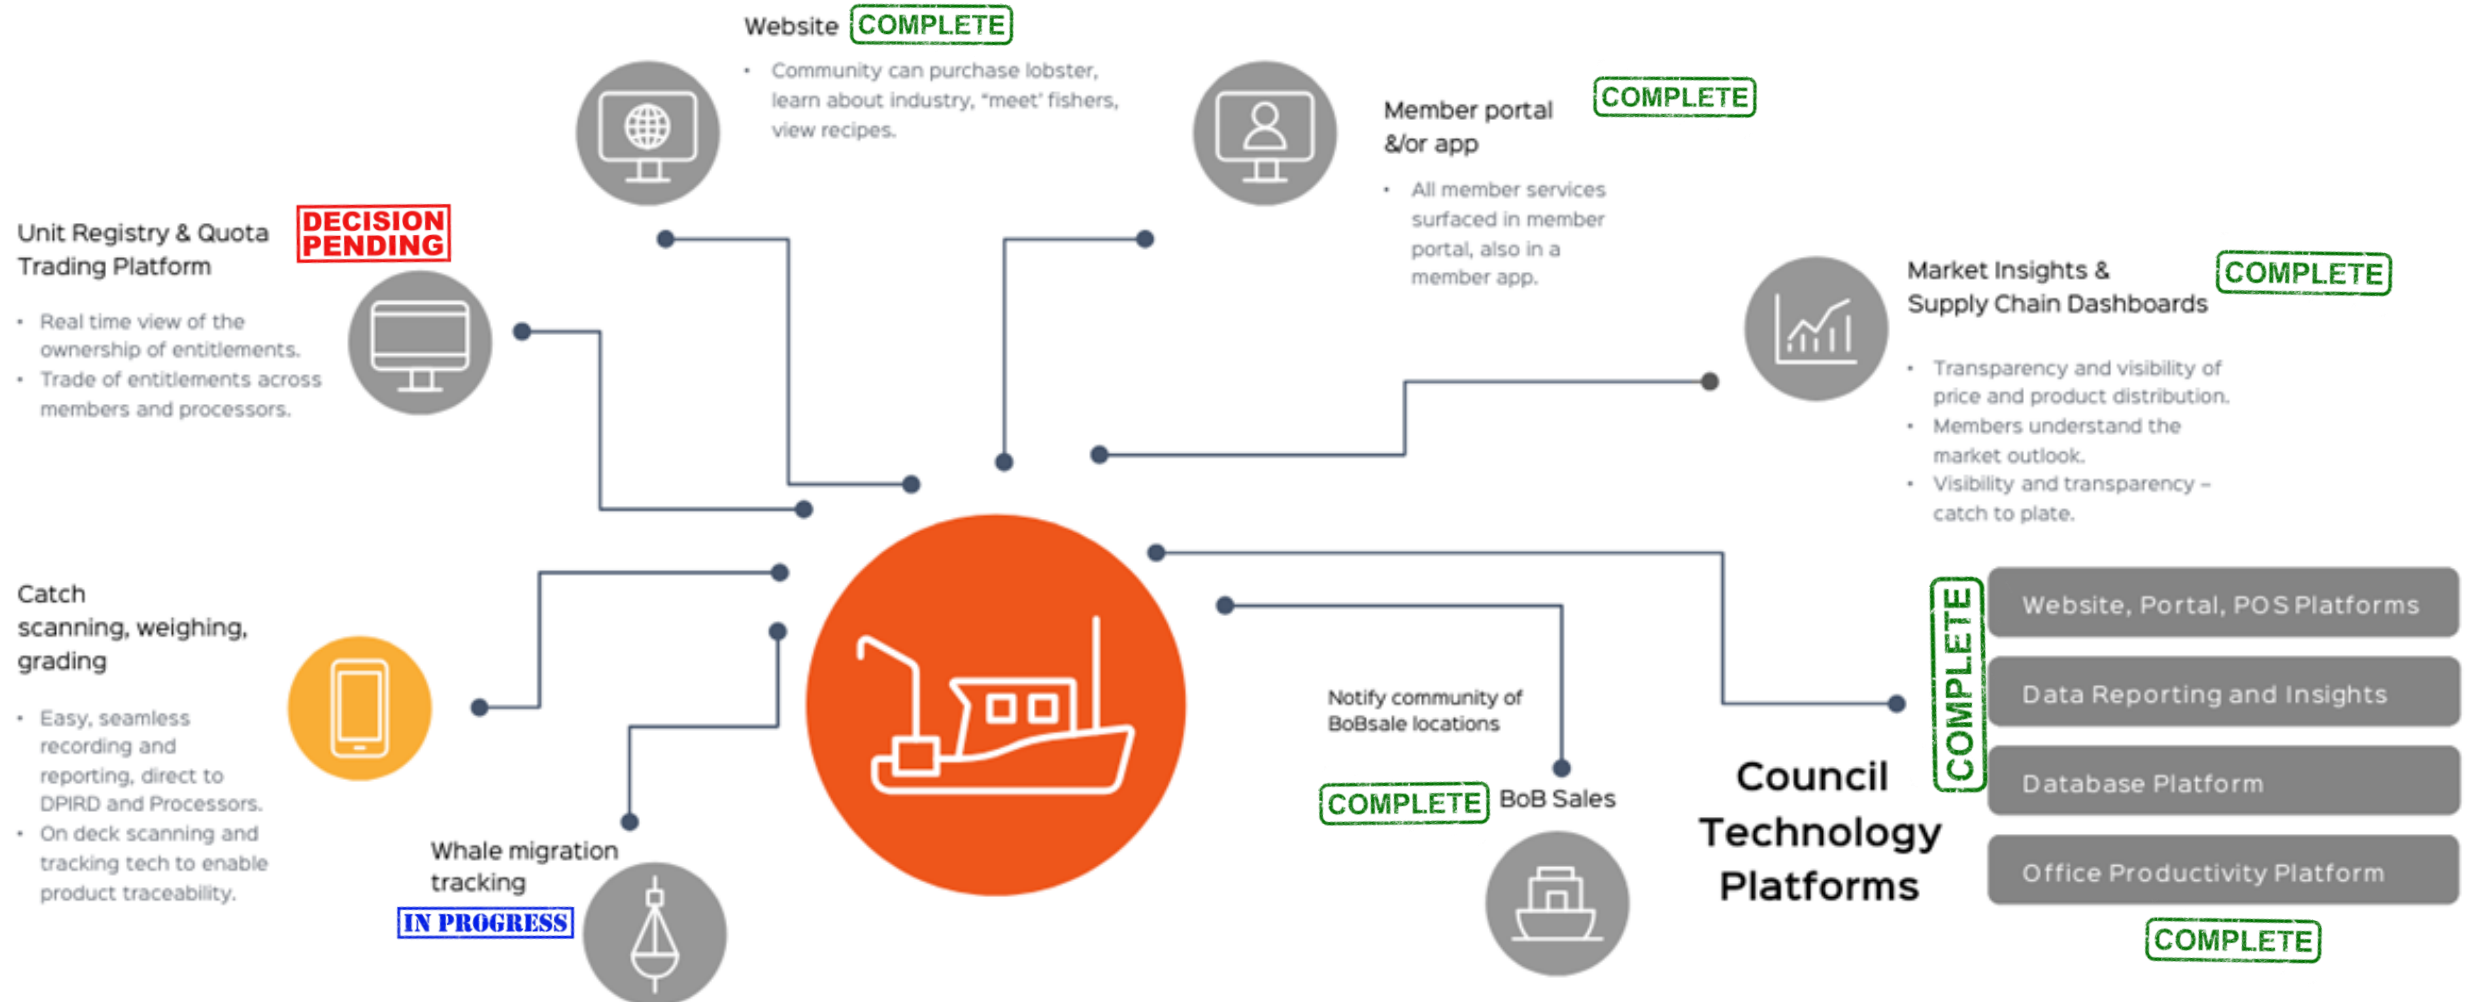 Website COMPLETE
• Community can purchase lobster,
learn about industry, “meet’ fishers,
view recipes.
Member portal
&/or app
COMPLETE
• All member services
surfaced in member
portal, also in a
member app.
Unit Registry & Quota
Trading Platform
DECISION
PENDING
• Real time view of the
ownership of entitlements.
• Trade of entitlements across
members and processors.
Market Insights &
Supply Chain Dashboards
COMPLETE
• Transparency and visibility of
price and product distribution.
• Members understand the
market outlook.
• Visibility and transparency –
catch to plate.
Catch
scanning, weighing,
grading
• Easy, seamless
recording and
reporting, direct to
DPIRD and Processors.
• On deck scanning and
tracking tech to enable
product traceability.
Whale migration
tracking
IN PROGRESS
Notify community of
BoBsale locations
COMPLETE BoB Sales
Council
Technology
Platforms
COMPLETE
Website, Portal, POS Platforms
Data Reporting and Insights
Database Platform
Office Productivity Platform
COMPLETE